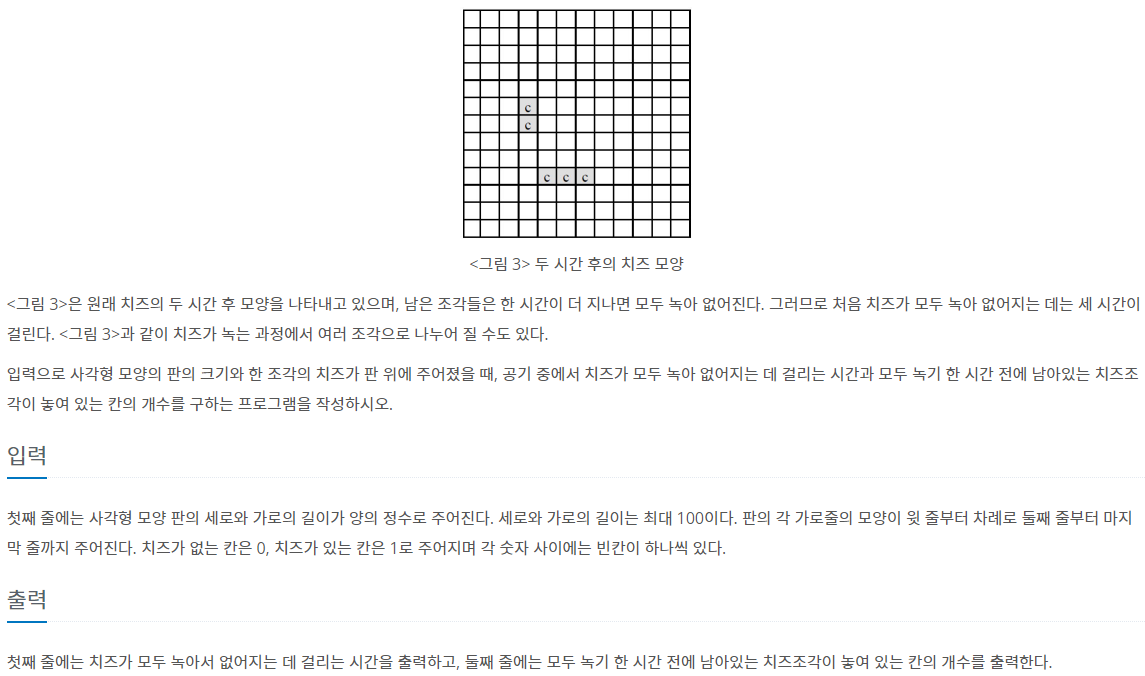 c
c
c c c
<그림 3> 두 시간 후의 치즈 모양
<그림 3>은 원래 치즈의 두 시간 후 모양을 나타내고 있으며, 남은 조각들은 한 시간이 더 지나면 모두 녹아 없어진다. 그러므로 처음 치즈가 모두 녹아 없어지는 데는 세 시간이
걸린다. <그림 3>과 같이 치즈가 녹는 과정에서 여러 조각으로 나누어 질 수도 있다.
입력으로 사각형 모양의 판의 크기와 한 조각의 치즈가 판 위에 주어졌을 때, 공기 중에서 치즈가 모두 녹아 없어지는 데 걸리는 시간과 모두 녹기 한 시간 전에 남아있는 치즈조
각이 놓여 있는 칸의 개수를 구하는 프로그램을 작성하시오.
입력
첫째 줄에는 사각형 모양 판의 세로와 가로의 길이가 양의 정수로 주어진다. 세로와 가로의 길이는 최대 100이다. 판의 각 가로줄의 모양이 윗 줄부터 차례로 둘째 줄부터 마지
막 줄까지 주어진다. 치즈가 없는 칸은 0, 치즈가 있는 칸은 1로 주어지며 각 숫자 사이에는 빈칸이 하나씩 있다.
출력
첫째 줄에는 치즈가 모두 녹아서 없어지는 데 걸리는 시간을 출력하고, 둘째 줄에는 모두 녹기 한 시간 전에 남아있는 치즈조각이 놓여 있는 칸의 개수를 출력한다.